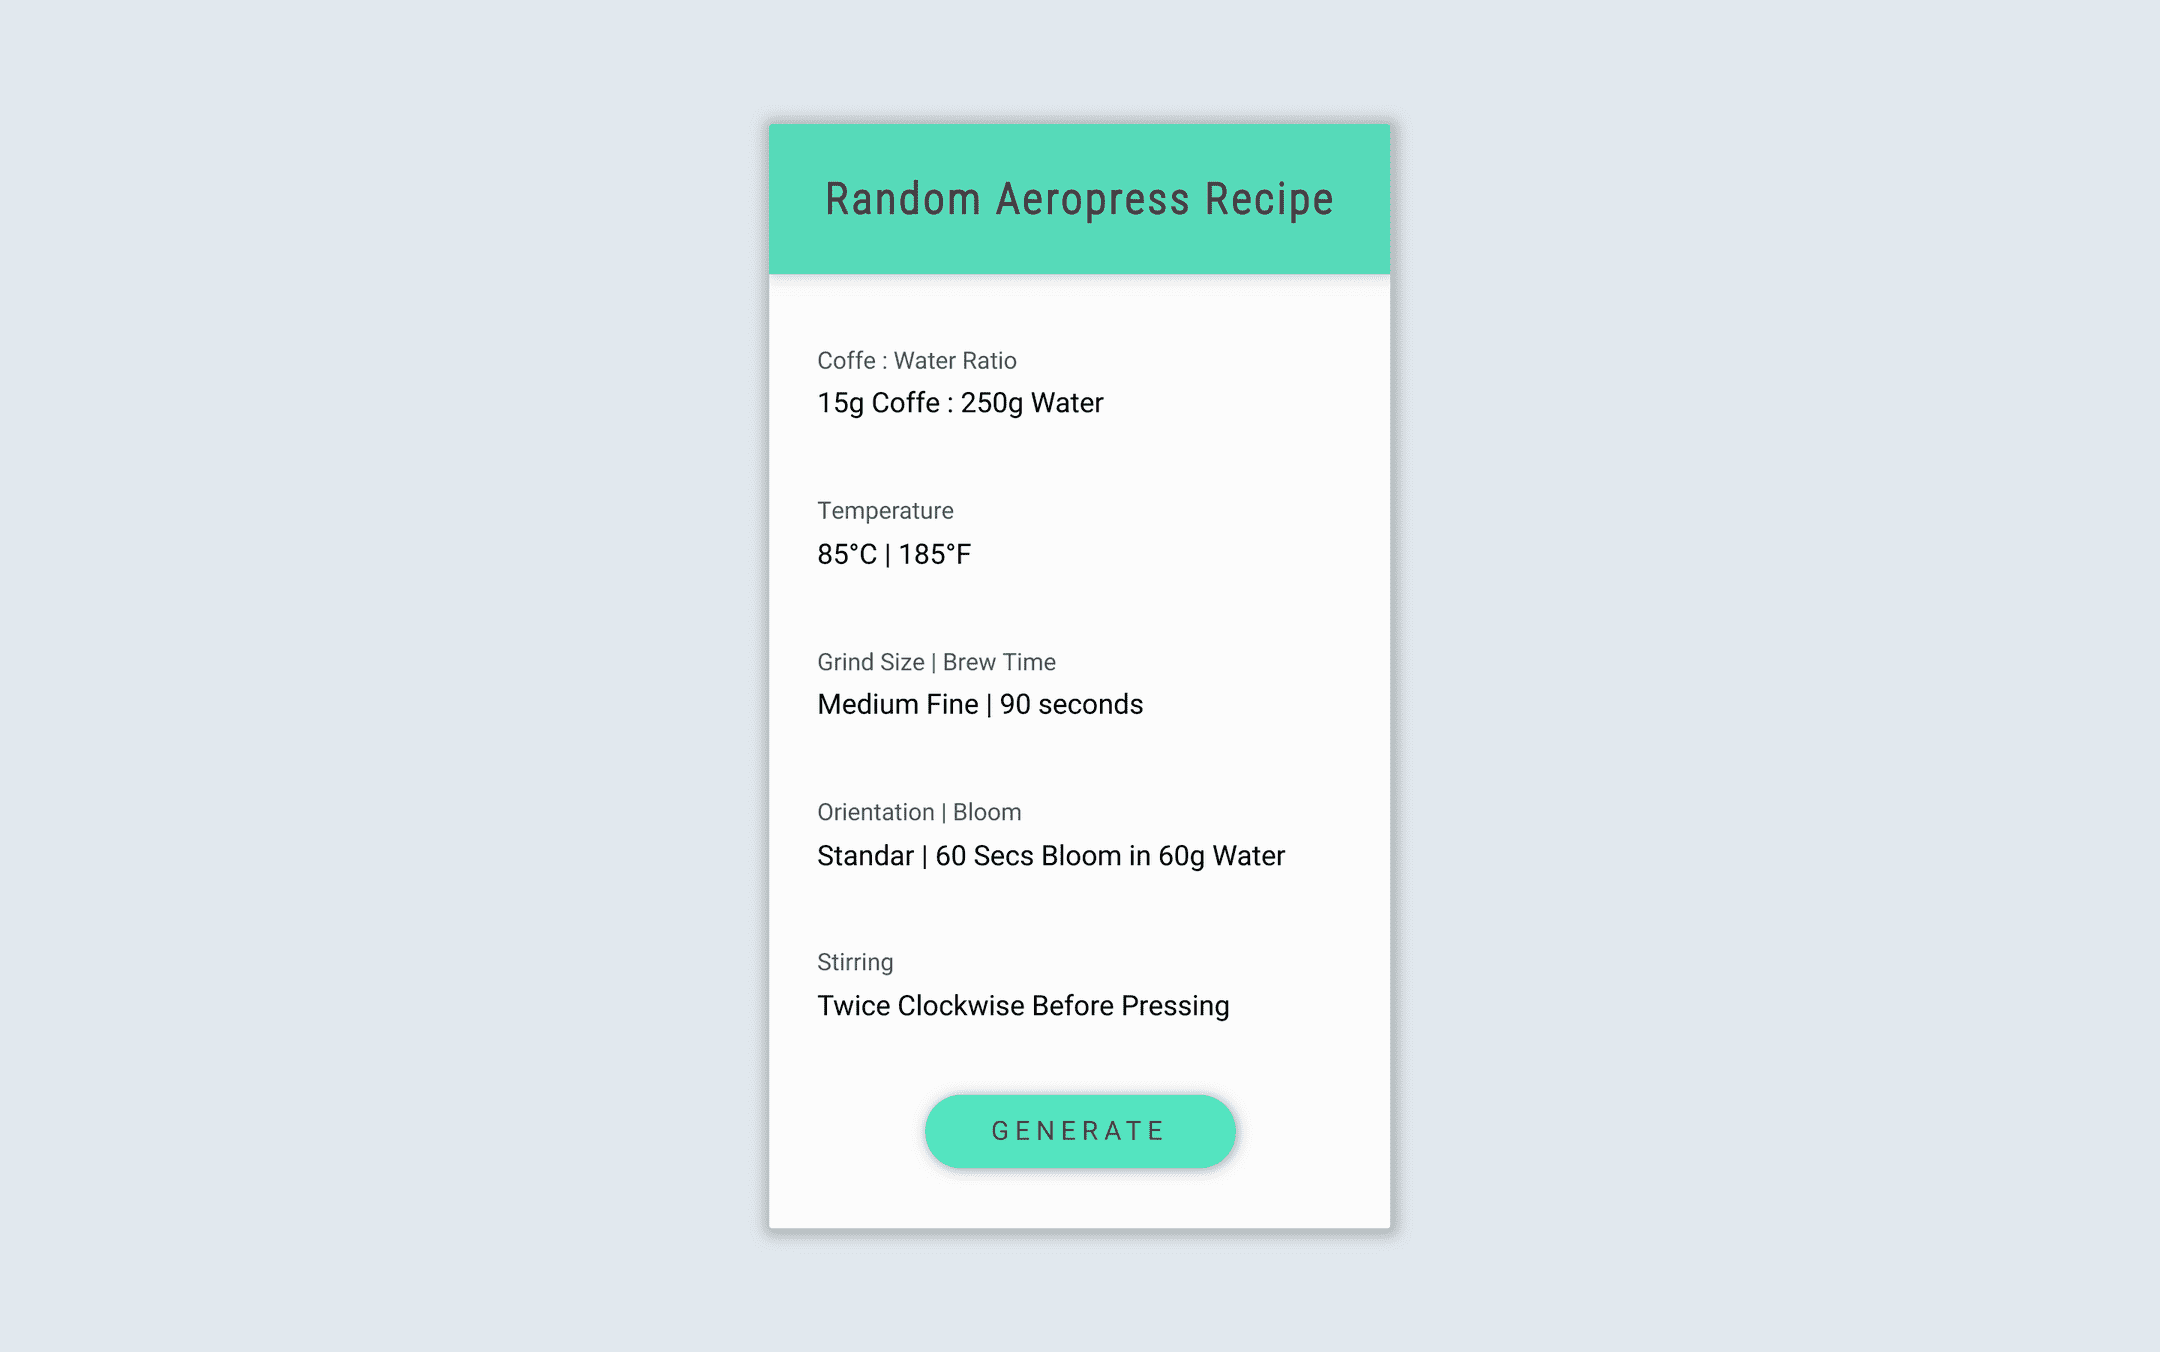 Random Aeropress Recipe
Coffe : Water Ratio
15g Coffe : 250g Water
Temperature
85°C | 185°F
Grind Size | Brew Time
Medium Fine | 90 seconds
Orientation | Bloom
Standar | 60 Secs Bloom in 60g Water
Stirring
Twice Clockwise Before Pressing
GENERATE